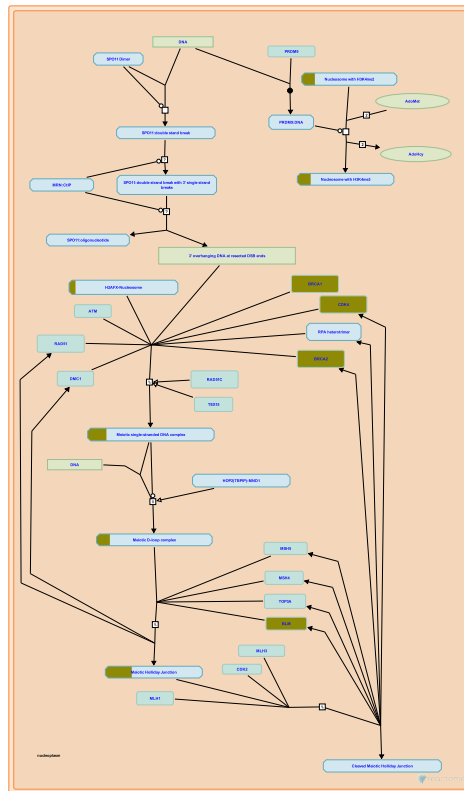 DNA
SPO11 Dimer
PRDM9
Nucleosome with H3K4me2
AdoMet
PRDM9:DNA
SPO11:double stand break
AdoHcy
MRN:CtIP
SPO11:double-strand break with 3' single-strand
breaks
Nucleosome with H3K4me3
SPO11:oligonucleotide
3' overhanging DNA at resected DSB ends
H2AFX-Nucleosome
BRCA1
CDK4
ATM
RPA heterotrimer
RAD51
BRCA2
DMC1
RAD51C
TEX15
Meiotic single-stranded DNA complex
DNA
HOP2(TBPIP):MND1
Meiotic D-loop complex
MSH5
MSH4
TOP3A
BLM
MLH3
CDK2
Meiotic Holliday Junction
MLH1
nucleoplasm
Cleaved Meiotic Holliday Junction